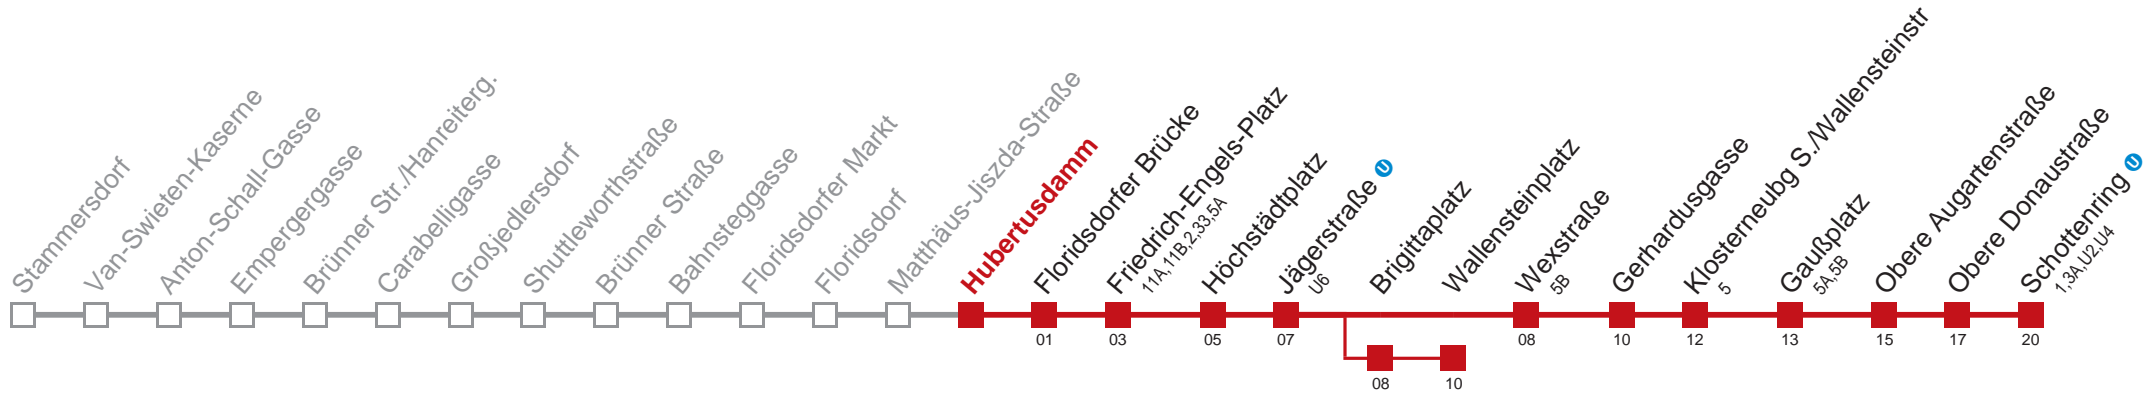 Stammersdorf
Van-Swieten-Kaserne
Anton-Schall-Gasse
Empergergasse
Brünner Str./Hanreiterg.
Carabelligasse
Großjedlersdorf
Shuttleworthstraße
Brünner Straße
Bahnsteggasse
Floridsdorfer Markt
Floridsdorf
Matthäus-Jiszda-Straße
Hubertusdamm
Floridsdorfer Brücke
01
Friedrich-Engels-Platz
11A,11B,2,33,5A
03
Höchstädtplatz
05
Jägerstraße U
U6
07
Brigittaplatz
08
Wallensteinplatz
10
Wexstraße
5B
08
Gerhardusgasse
10
Klosterneubg S./Wallensteinstr
5
12
Gaußplatz
5A,5B
13
Obere Augartenstraße
15
Obere Donaustraße
17
Schottenring U
1,3A,U2,U4
20